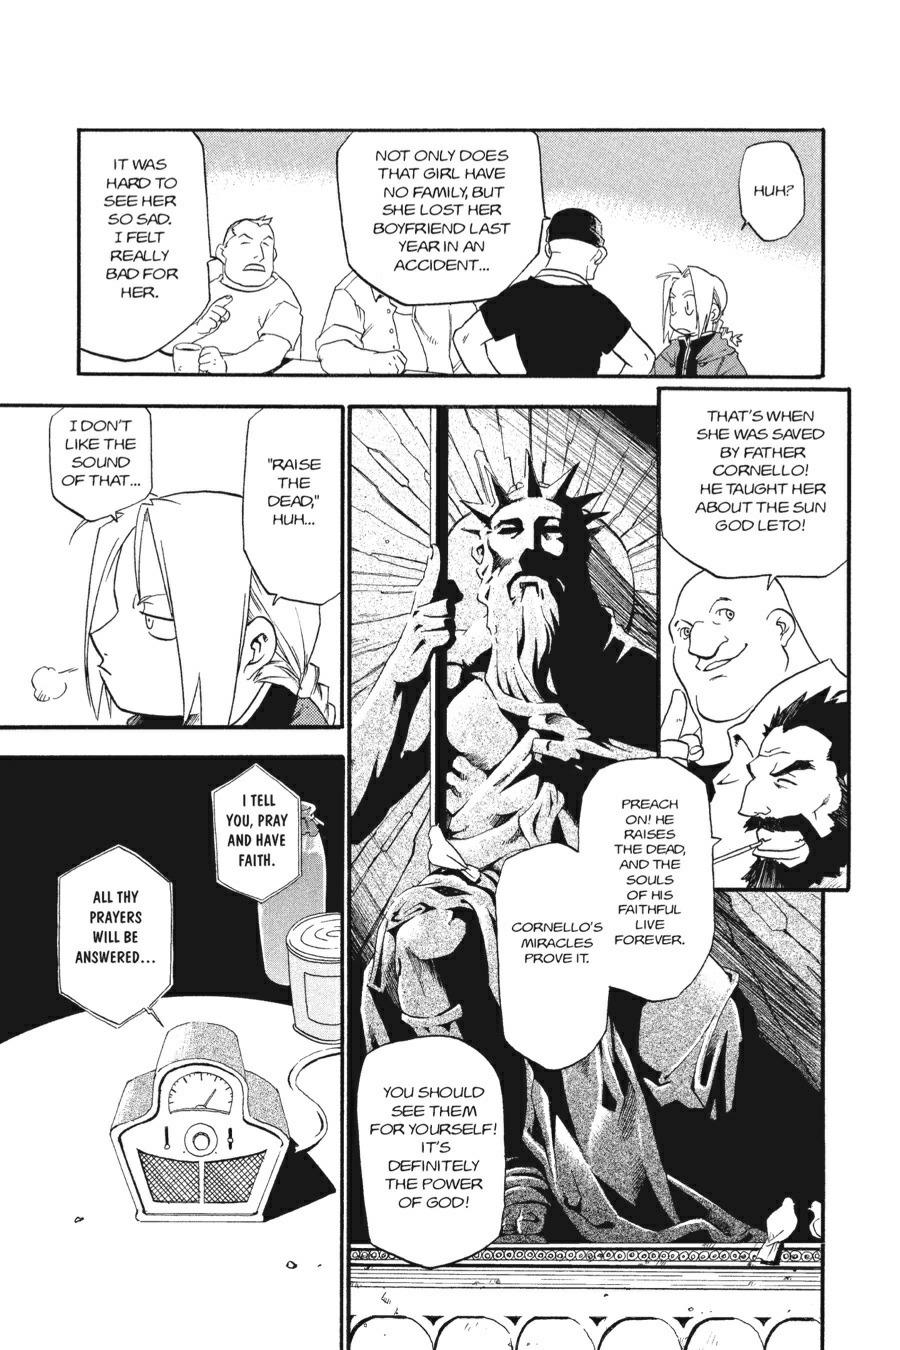 HUH?
NOT ONLY DOES
THAT GIRL HAVE
NO FAMILY, BUT
SHE LOST HER
BOYFRIEND LAST
YEAR IN AN
ACCIDENT...
IT WAS
HARD TO
SEE HER
SO SAD.
I FELT
REALLY
BAD FOR
HER.
THAT'S WHEN
SHE WAS SAVED
BY FATHER
CORNELLO!
HE TAUGHT HER
ABOUT THE SUN
GOD LETO!
PREACH
ON! HE
RAISES
THE DEAD,
AND THE
SOULS
OF HIS
FAITHFUL
LIVE
FOREVER.
CORNELLO'S
MIRACLES
PROVE IT.
YOU SHOULD
SEE THEM
FOR YOURSELF!
IT'S
DEFINITELY
THE POWER
OF GOD!
"RAISE
THE
DEAD,"
HUH...
I DON'T
LIKE THE
SOUND
OF THAT...
I TELL
YOU, PRAY
AND HAVE
FAITH.
ALL THY
PRAYERS
WILL BE
ANSWERED...